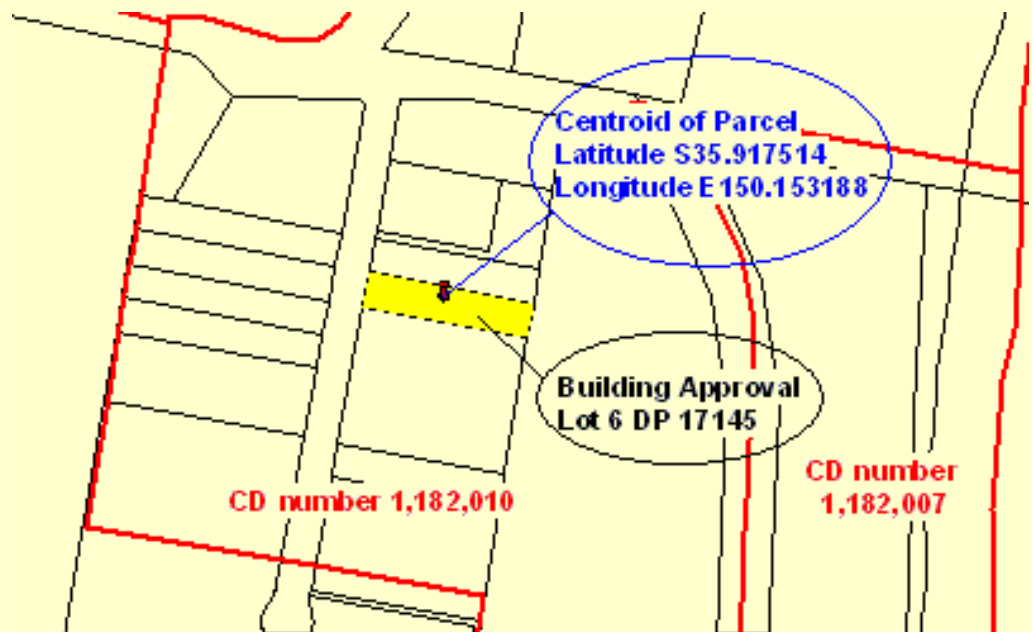 Centroid of Parcel
Latitude S35.917514
Longitude E150.153188
Building Approval
Lot 6 DP 17145
CD number 1,182,010
CD number
1,182,007